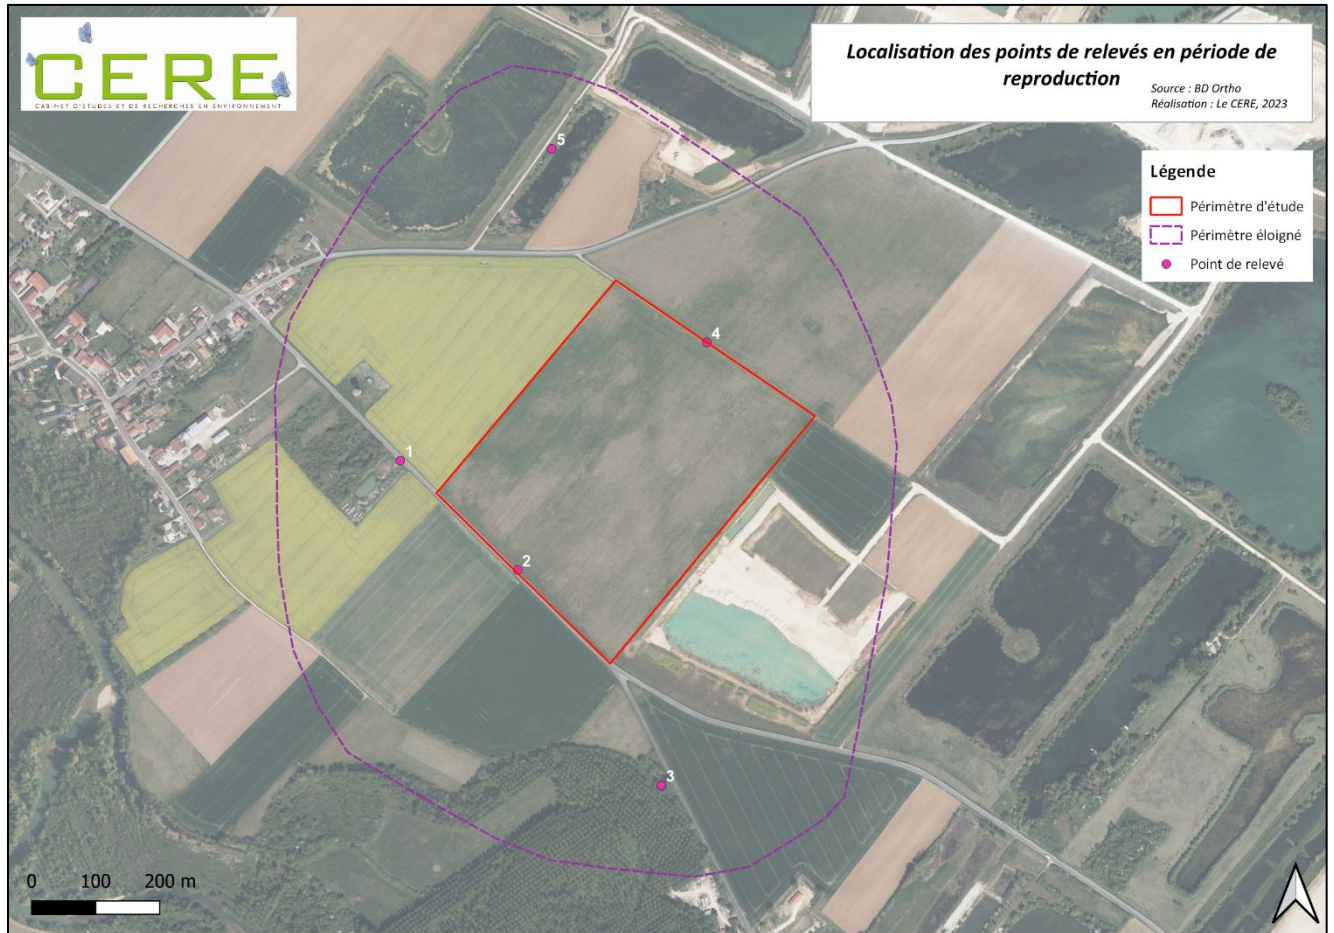 CERE
CABINET D'ETUDES ET DE RECHERCHES EN ENVIRONNEMENT
Localisation des points de relevés en période de
reproduction
Source : BD Ortho
Réalisation : Le CERE, 2023
Légende
Périmètre d'étude
Périmètre éloigné
Point de relevé
5
4
1
2
3
0 100 200 m